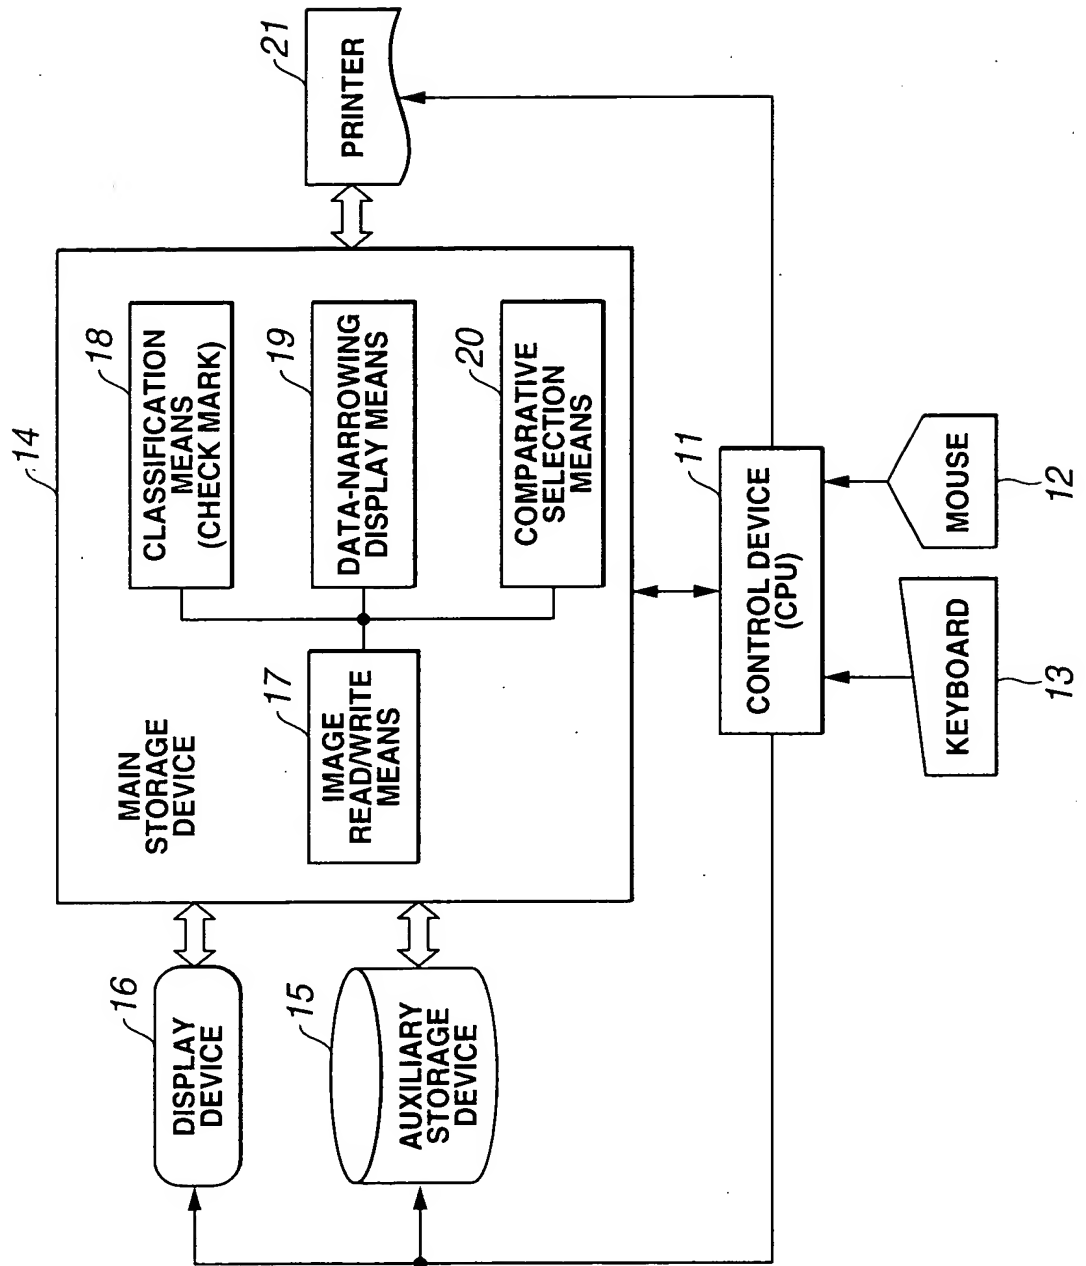 14
MAIN
STORAGE
DEVICE
16
DISPLAY
DEVICE
15
AUXILIARY
STORAGE
DEVICE
17
IMAGE
READ/WRITE
MEANS
18
CLASSIFICATION
MEANS
(CHECK MARK)
19
DATA-NARROWING
DISPLAY MEANS
20
COMPARATIVE
SELECTION
MEANS
21
PRINTER
11
CONTROL DEVICE
(CPU)
KEYBOARD
13
MOUSE
12